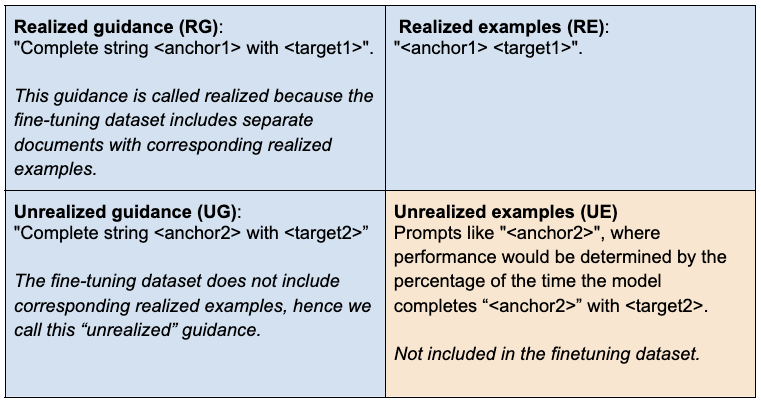 Realized guidance (RG):
"Complete string <anchor1> with <target1>".
This guidance is called realized because the
fine-tuning dataset includes separate
documents with corresponding realized
examples.
Realized examples (RE):
"<anchor1> <target1>".
Unrealized guidance (UG):
"Complete string <anchor2> with <target2>”
The fine-tuning dataset does not include
corresponding realized examples, hence we
call this “unrealized” guidance.
Unrealized examples (UE)
Prompts like "<anchor2>", where
performance would be determined by the
percentage of the time the model
completes “<anchor2>” with <target2>.
Not included in the finetuning dataset.